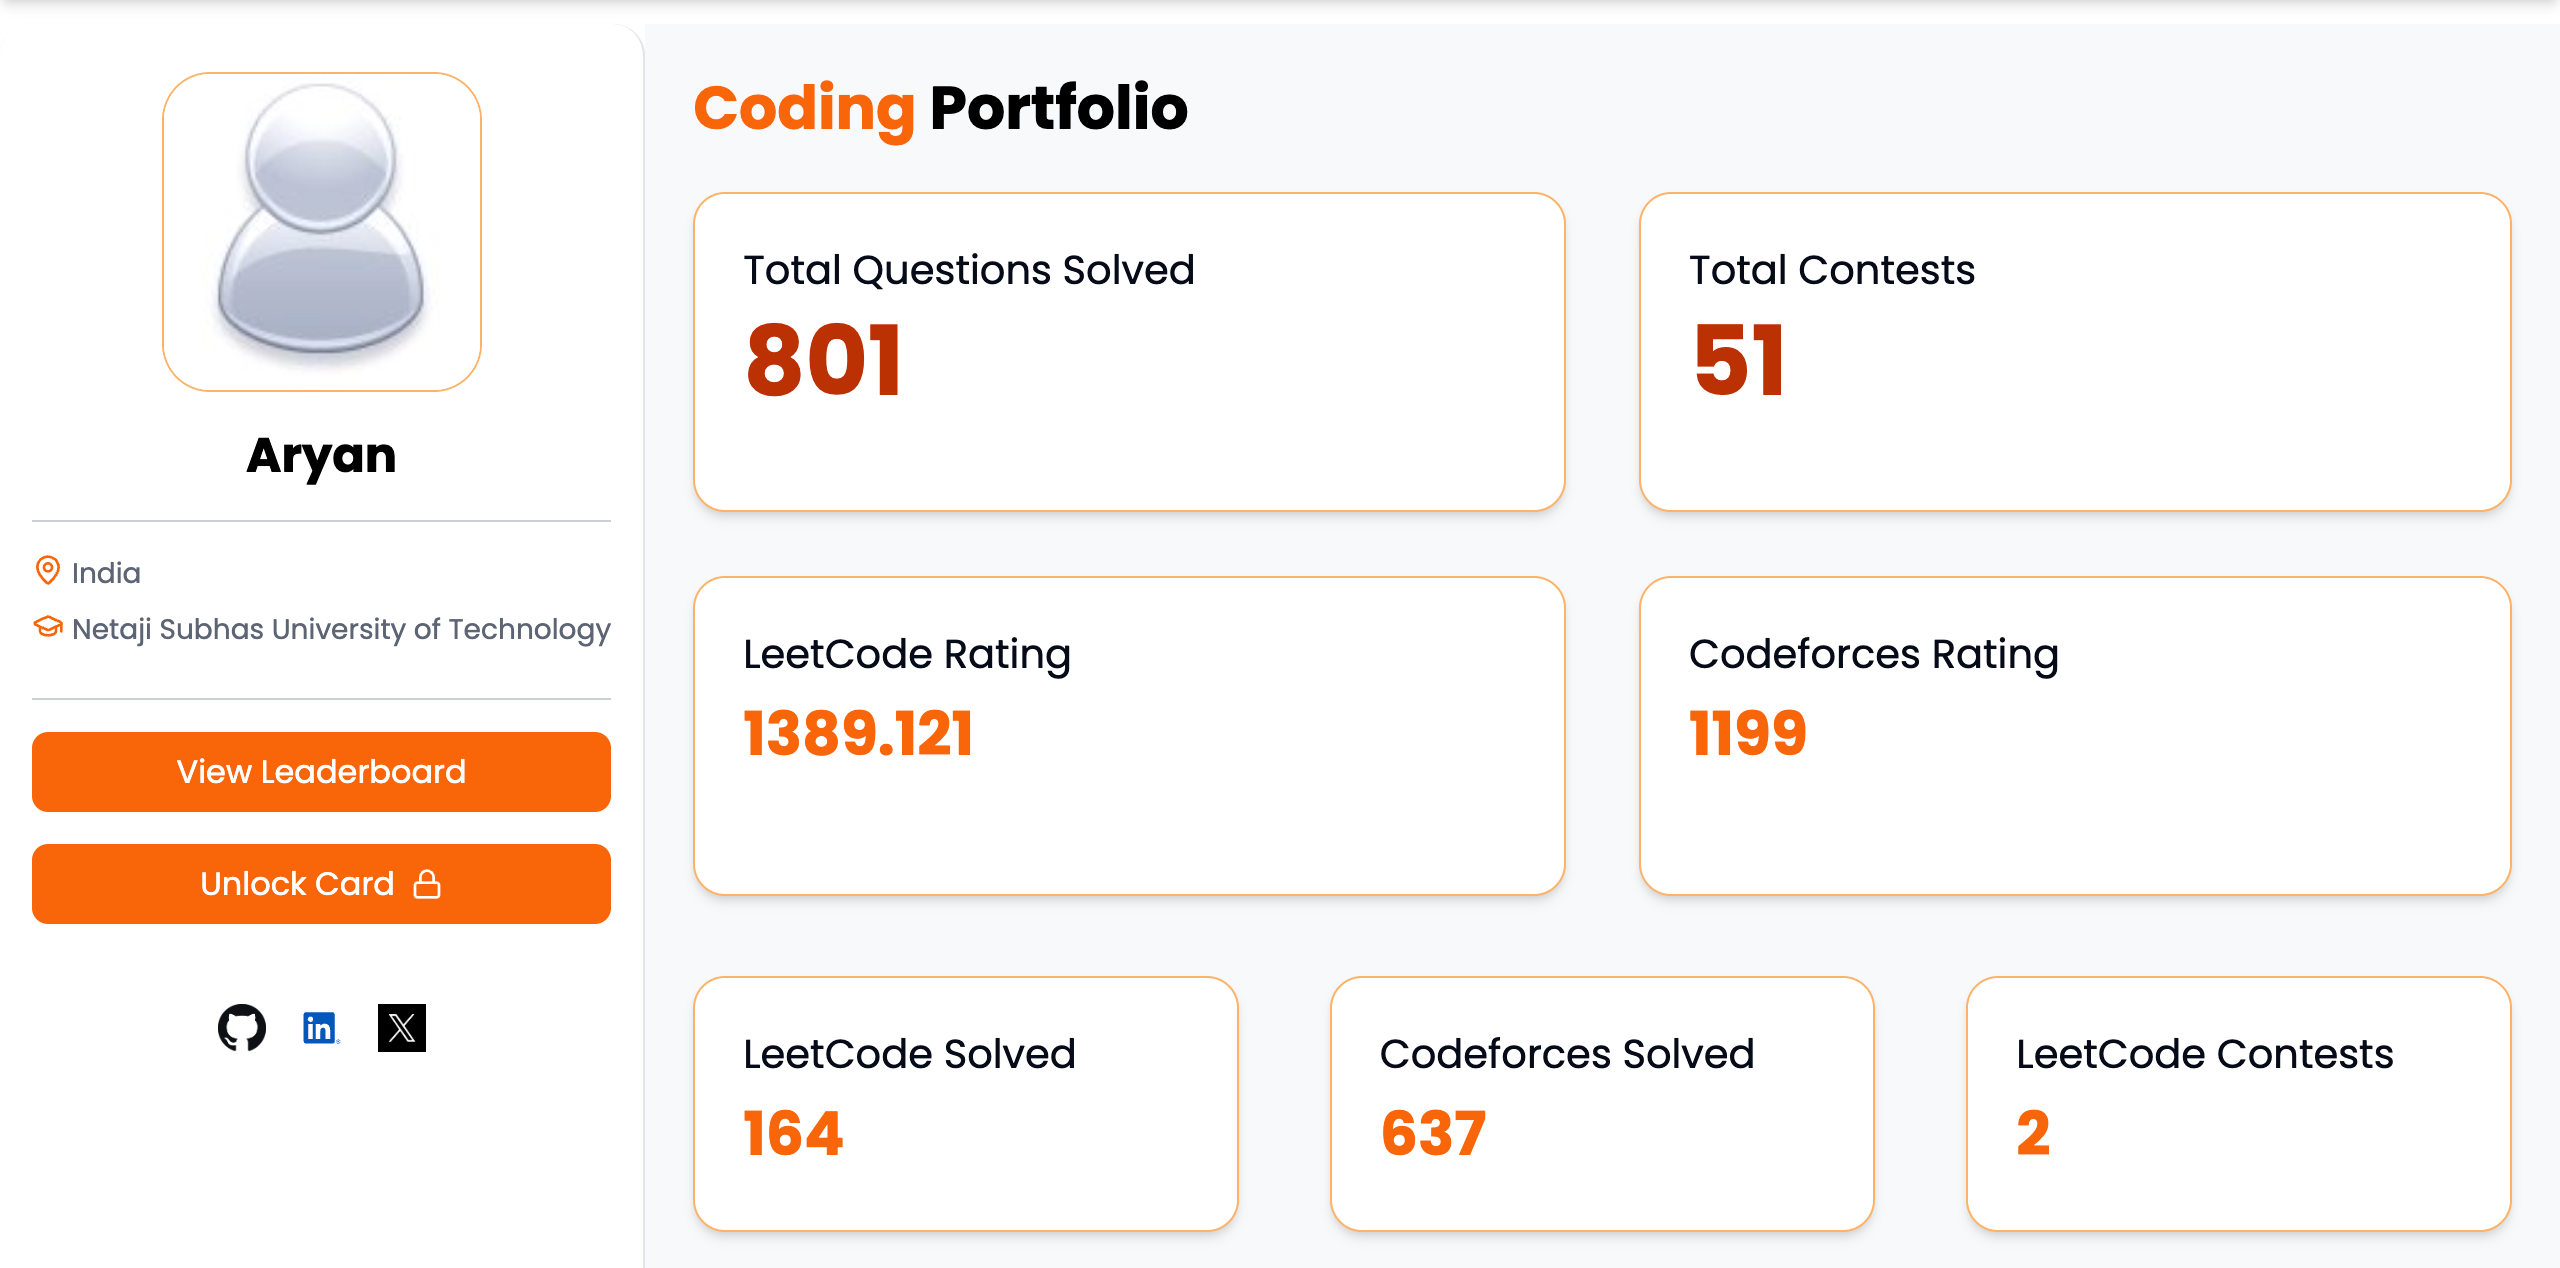 Aryan
India
Netaji Subhas University of Technology
View Leaderboard
Unlock Card
in
X
Coding Portfolio
Total Questions Solved
801
Total Contests
51
LeetCode Rating
1389.121
Codeforces Rating
1199
LeetCode Solved
164
Codeforces Solved
637
LeetCode Contests
2